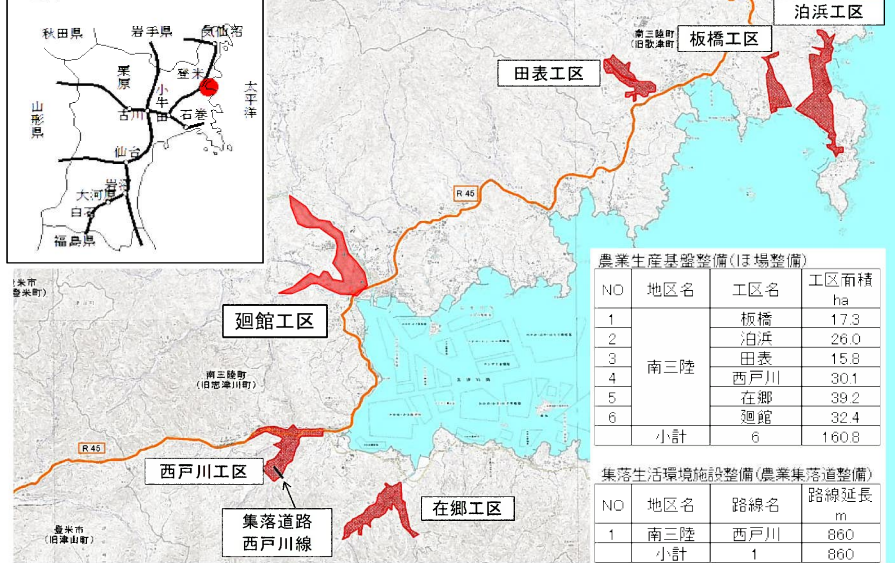 秋田県
岩手県
気仙沼
栗原
登米
小牛田
太平洋
山形県
古川
石巻
仙台
岩沼
大河原
白石
福島県
泊浜工区
南三陸町
(旧歌津町)
板橋工区
田表工区
R 45
廻館工区
登米市
(旧登米町)
南三陸町
(旧志津川町)
R 45
西戸川工区
集落道路
西戸川線
在郷工区
登米市
(旧津山町)
農業生産基盤整備(ほ場整備)
NO 地区名 工区名 工区面積 ha
1 南三陸 板橋 17.3
2 泊浜 26.0
3 田表 15.8
4 西戸川 30.1
5 在郷 39.2
6 廻館 32.4
小計 6 160.8
集落生活環境施設整備(農業集落道整備)
NO 地区名 路線名 路線延長 m
1 南三陸 西戸川 860
小計 1 860